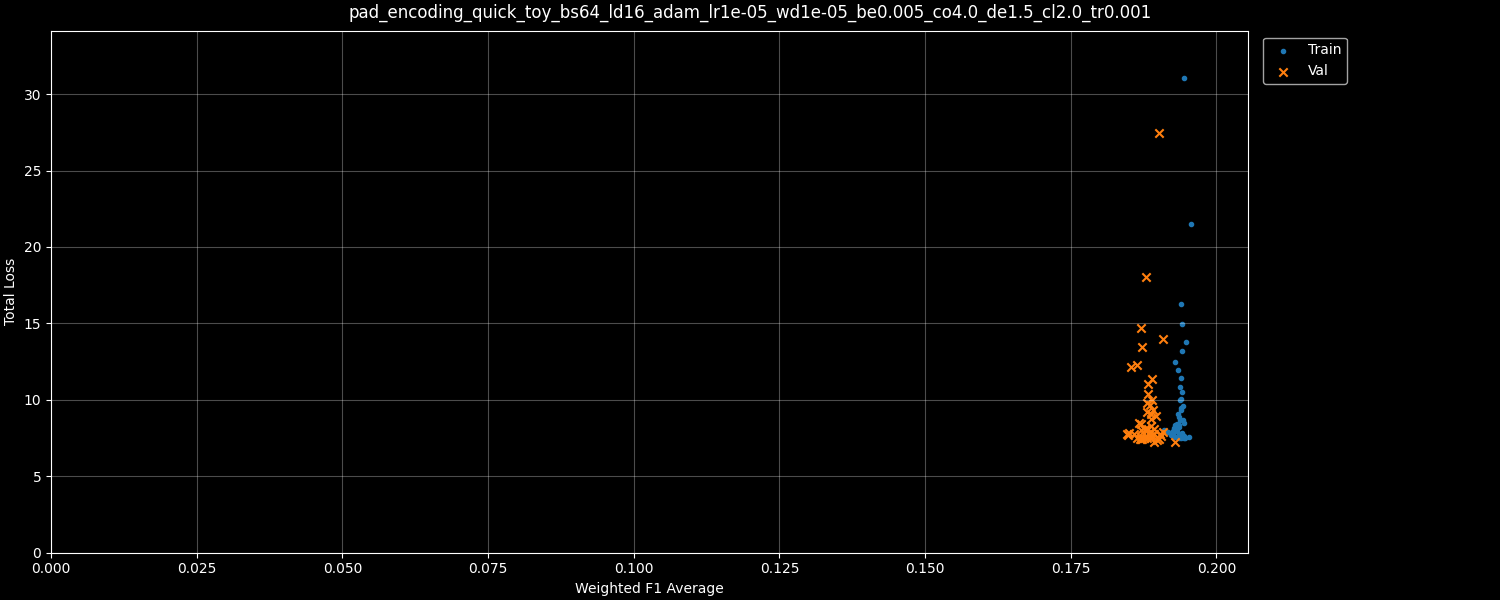 pad_encoding_quick_toy_bs64_ld16_adam_lr1e-05_wd1e-05_be0.005_co4.0_de1.5_cl2.0_tr0.001
Train
Val
30
25
20
15
10
5
0
Total Loss
0.000 0.025 0.050 0.075 0.100 0.125 0.150 0.175 0.200
Weighted F1 Average